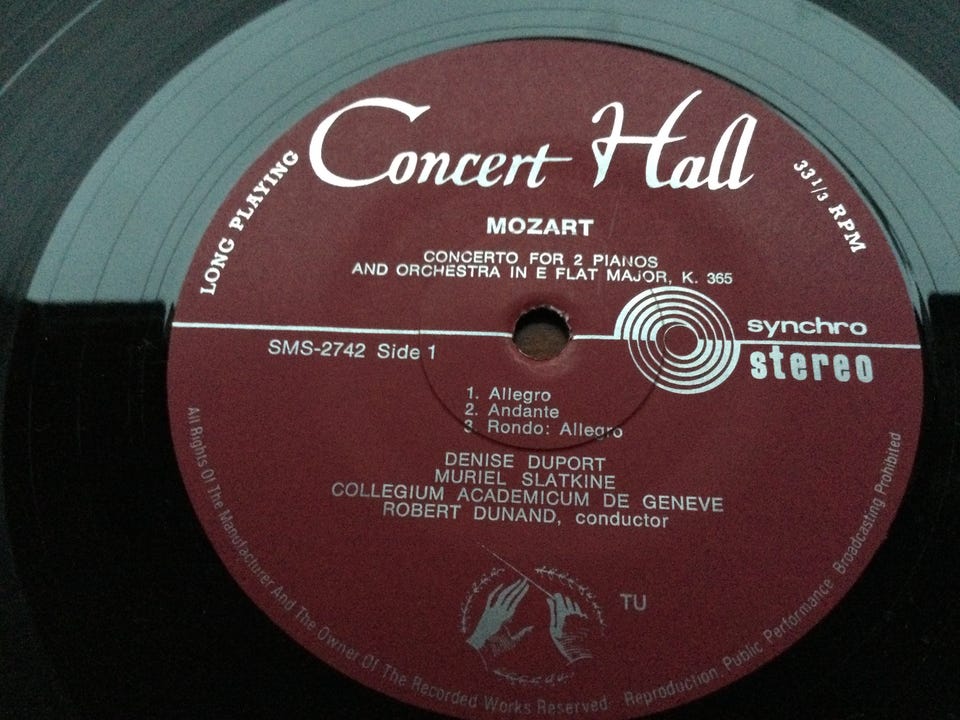 Concert Hall
LONG PLAYING
33 1/3 RPM
MOZART
CONCERTO FOR 2 PIANOS
AND ORCHESTRA IN E FLAT MAJOR, K. 365
synchro
stereo
SMS-2742 Side 1
1. Allegro
2. Andante
3. Rondo: Allegro
DENISE DUPORT
MURIEL SLATKINE
COLLEGIUM ACADEMICUM DE GENEVE
ROBERT DUNAND, conductor
TU
All Rights Of The Manufacturer And The Owner Of The Recorded Works Reserved. Reproduction, Public Performance, Broadcasting Prohibited